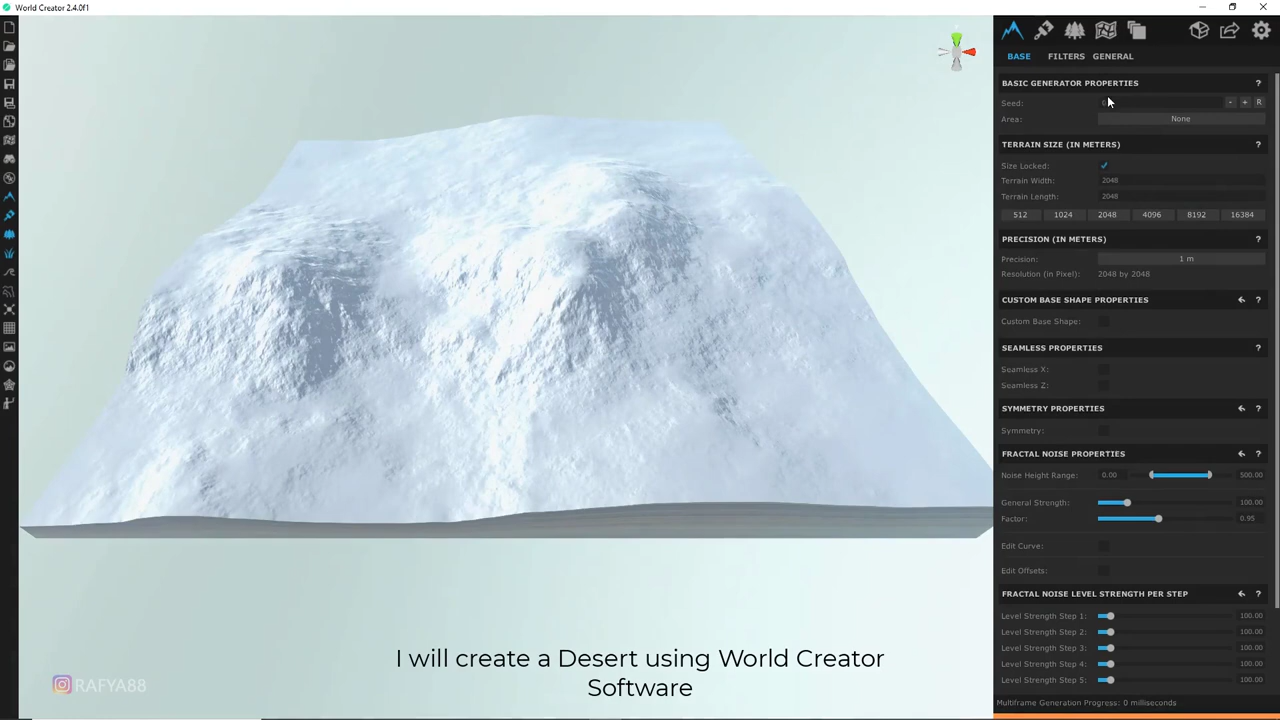 World Creator 2.4.0f1
BASE FILTERS GENERAL
BASIC GENERATOR PROPERTIES ?
Seed: - + R
Area: None
TERRAIN SIZE (IN METERS) ?
Size Locked:
Terrain Width: 2048
Terrain Length: 2048
512 1024 2048 4096 8192 16384
PRECISION (IN METERS) ?
Precision: 1 m
Resolution (in Pixel): 2048 by 2048
CUSTOM BASE SHAPE PROPERTIES ?
Custom Base Shape:
SEAMLESS PROPERTIES ?
Seamless X:
Seamless Z:
SYMMETRY PROPERTIES ?
Symmetry:
FRACTAL NOISE PROPERTIES ?
Noise Height Range: 0.00 500.00
General Strength: 100.00
Factor: 0.95
Edit Curve:
Edit Offsets:
FRACTAL NOISE LEVEL STRENGTH PER STEP ?
Level Strength Step 1: 100.00
Level Strength Step 2: 100.00
Level Strength Step 3: 100.00
Level Strength Step 4: 100.00
Level Strength Step 5: 100.00
Multiframe Generation Progress: 0 milliseconds
I will create a Desert using World Creator
Software
RAFYA88